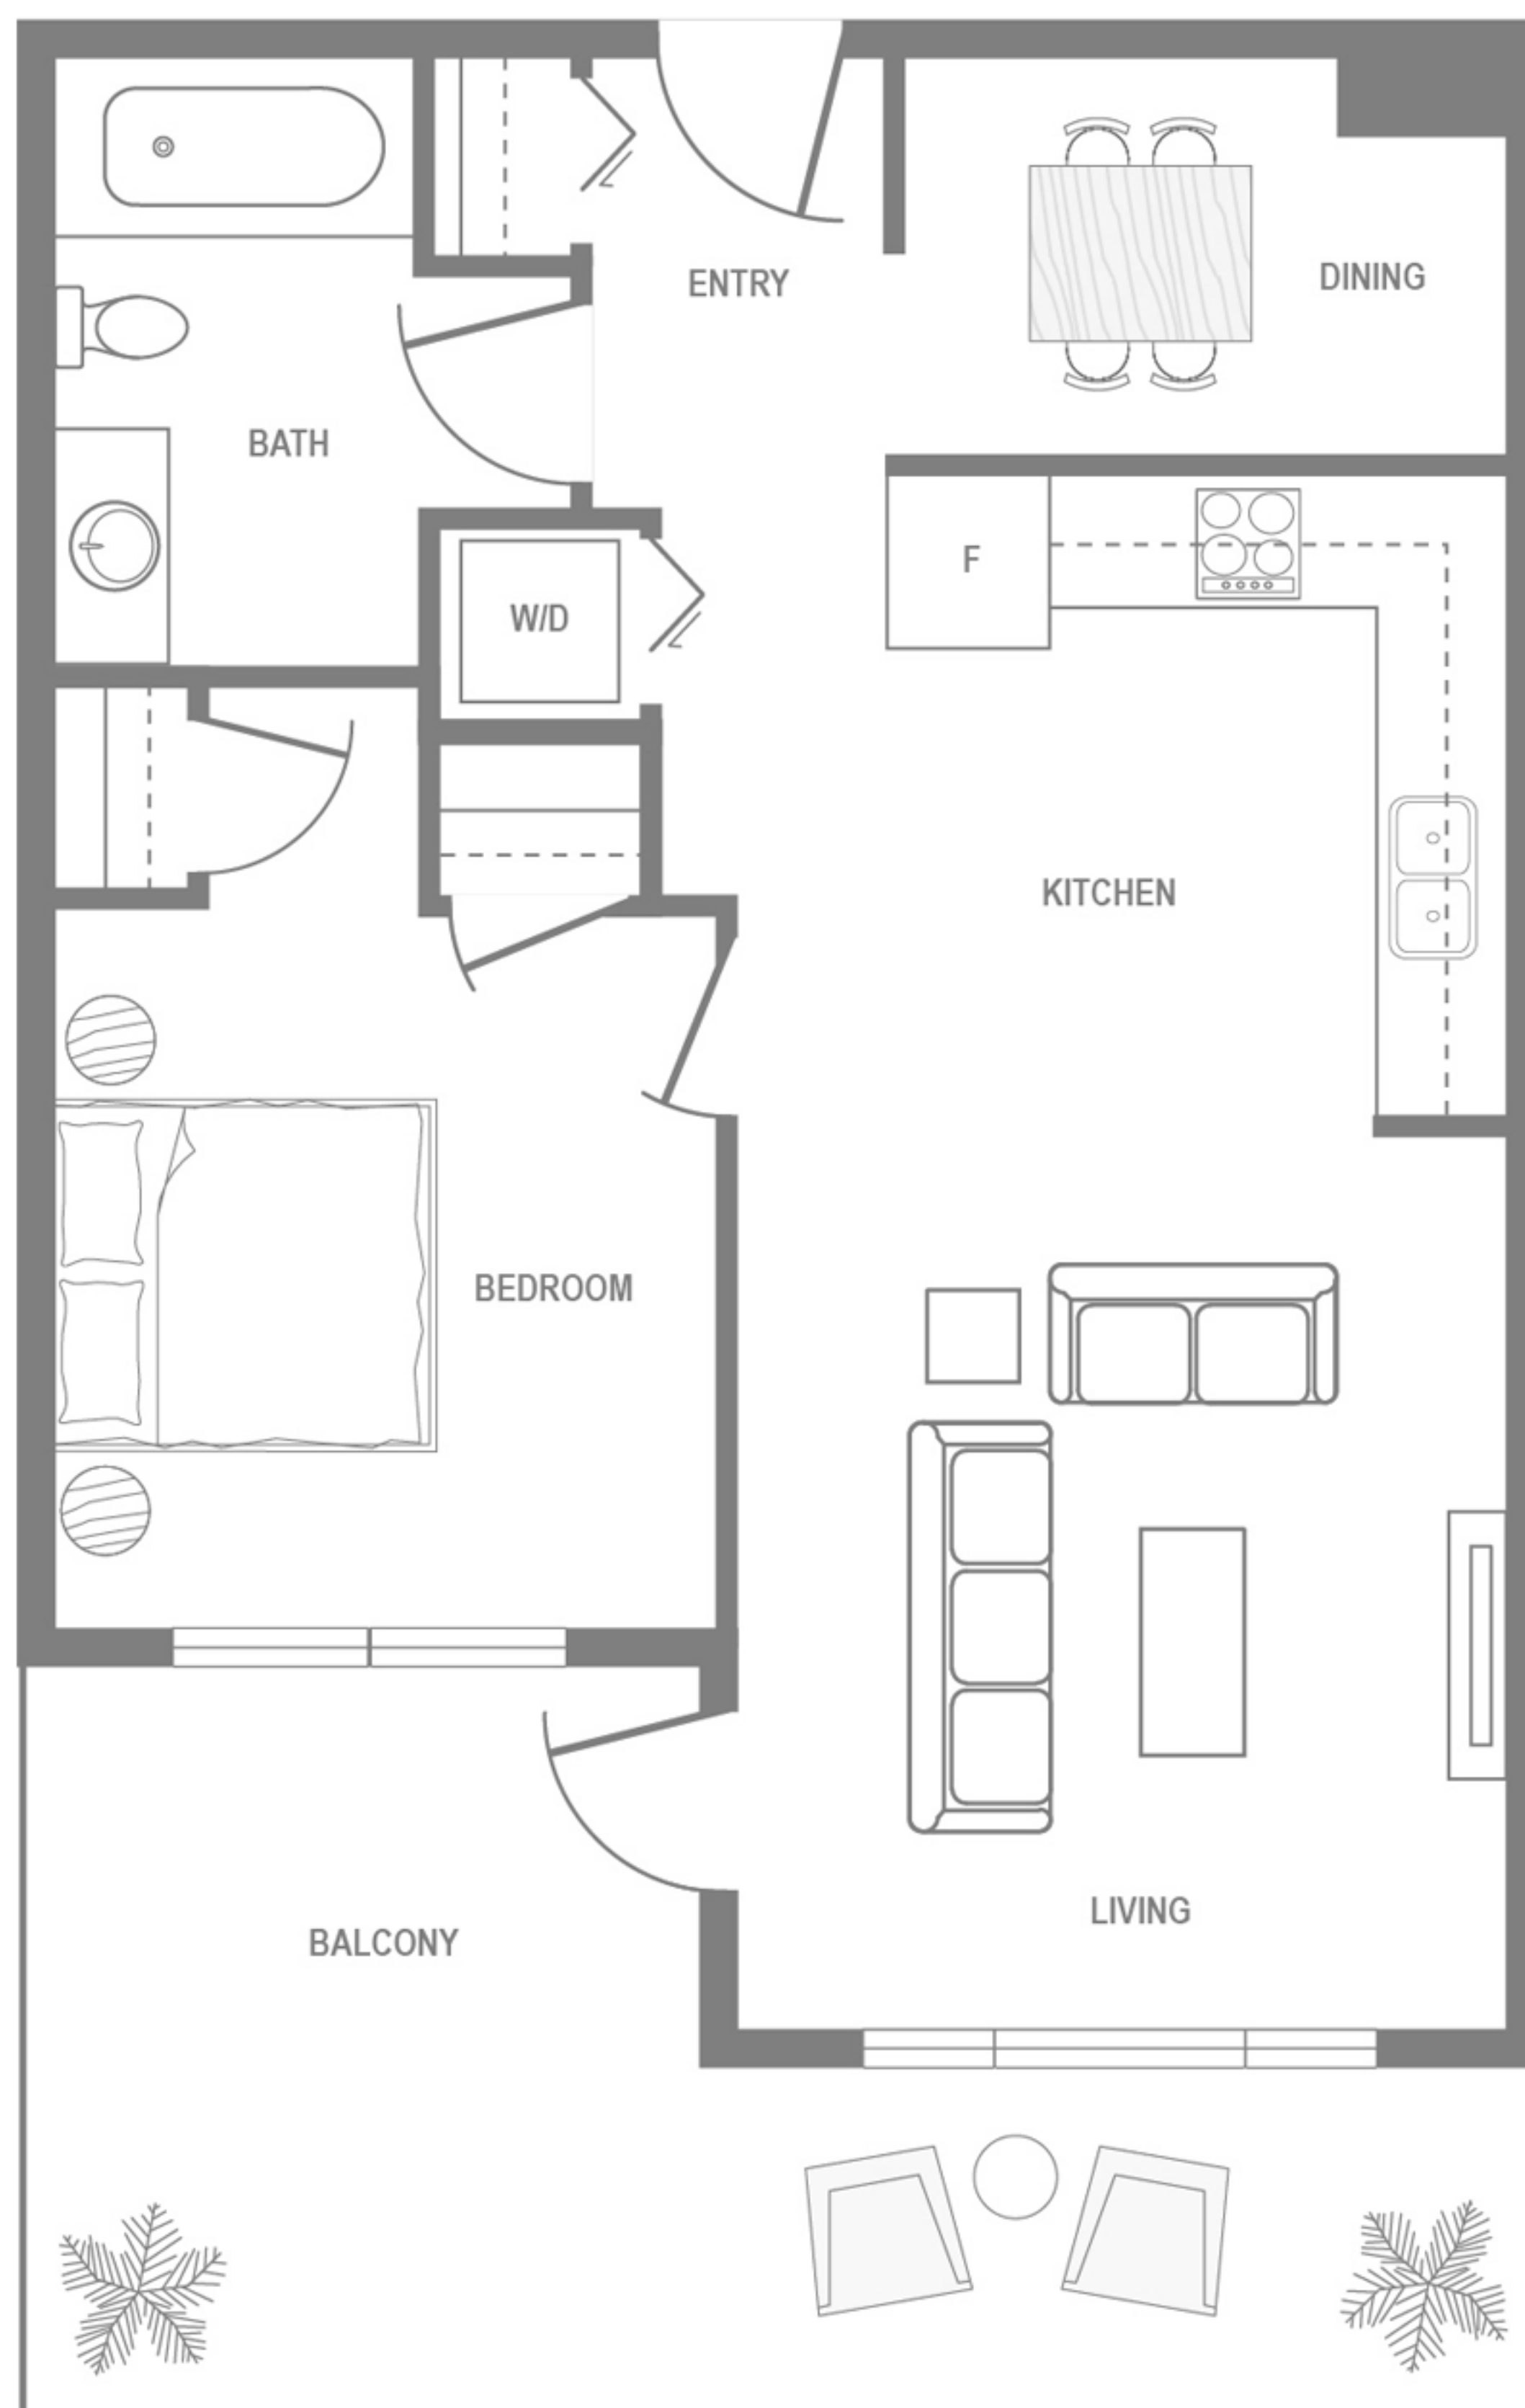 ENTRY
DINING
BATH
F
W/D
KITCHEN
BEDROOM
LIVING
BALCONY